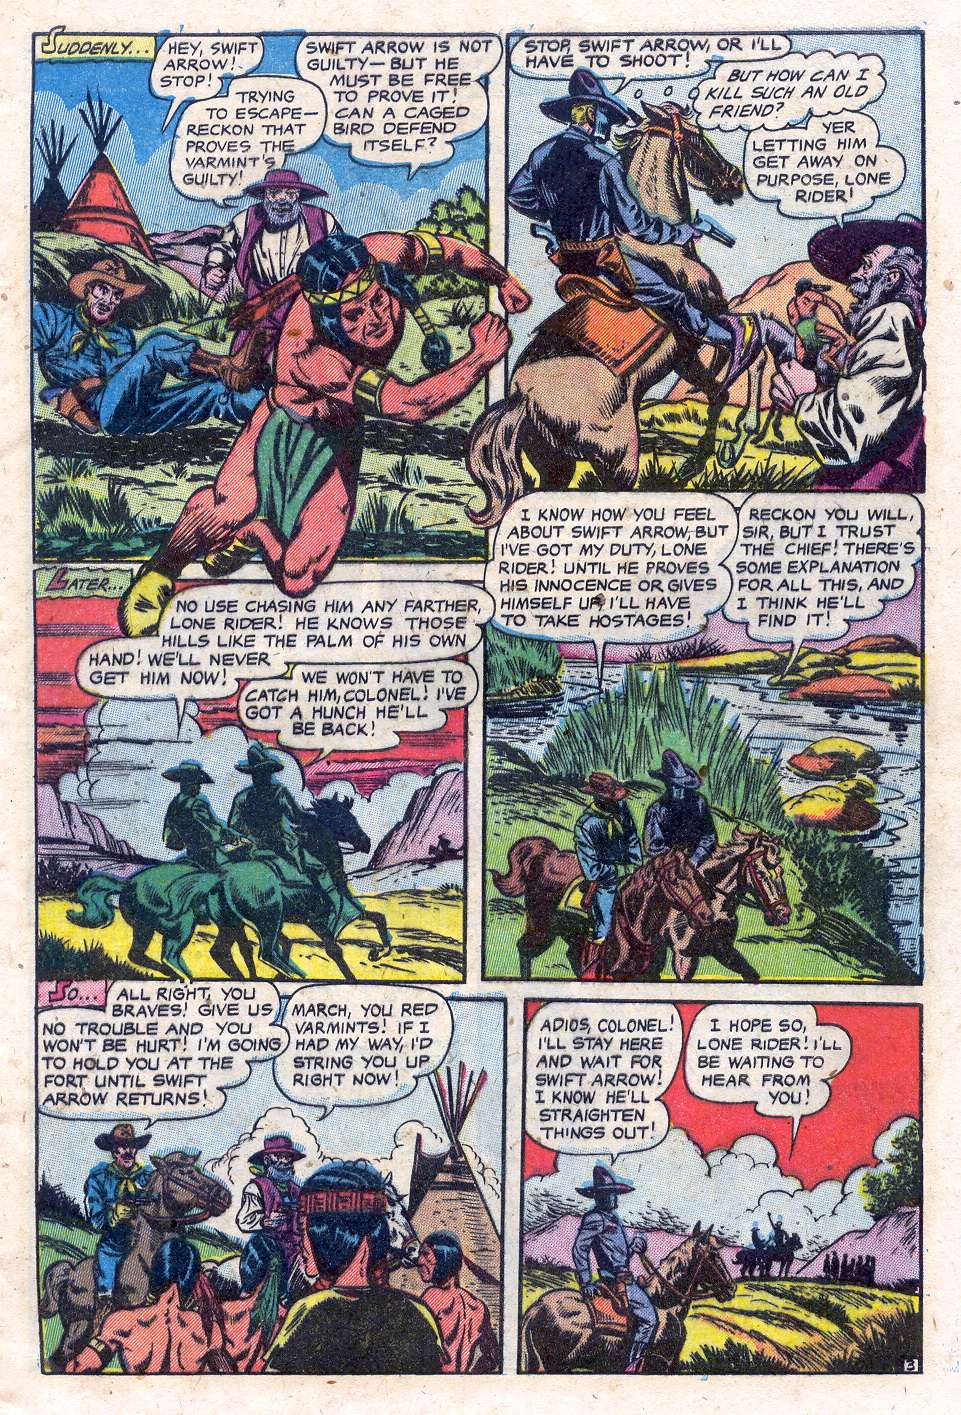 SUDDENLY...
HEY, SWIFT
ARROW!
STOP!
TRYING
TO ESCAPE—
RECKON THAT
PROVES THE
VARMINT'S
GUILTY!
SWIFT ARROW IS NOT
GUILTY—BUT HE
MUST BE FREE
TO PROVE IT!
CAN A CAGED
BIRD DEFEND
ITSELF?
STOP, SWIFT ARROW, OR I'LL
HAVE TO SHOOT!
BUT HOW CAN I
KILL SUCH AN OLD
FRIEND?
YER
LETTING HIM
GET AWAY ON
PURPOSE, LONE
RIDER!
LATER...
NO USE CHASING HIM ANY FARTHER,
LONE RIDER! HE KNOWS THOSE
HILLS LIKE THE PALM OF HIS OWN
HAND! WE'LL NEVER
GET HIM NOW!
WE WON'T HAVE TO
CATCH HIM, COLONEL! I'VE
GOT A HUNCH HE'LL
BE BACK!
I KNOW HOW YOU FEEL
ABOUT SWIFT ARROW, BUT
I'VE GOT MY DUTY, LONE
RIDER! UNTIL HE PROVES
HIS INNOCENCE OR GIVES
HIMSELF UP, I'LL HAVE
TO TAKE HOSTAGES!
RECKON YOU WILL,
SIR, BUT I TRUST
THE CHIEF! THERE'S
SOME EXPLANATION
FOR ALL THIS, AND
I THINK HE'LL
FIND IT!
SO...
ALL RIGHT, YOU
BRAVES! GIVE US
NO TROUBLE AND YOU
WON'T BE HURT! I'M GOING
TO HOLD YOU AT THE
FORT UNTIL SWIFT
ARROW RETURNS!
MARCH, YOU RED
VARMINTS! IF I
HAD MY WAY, I'D
STRING YOU UP
RIGHT NOW!
ADIOS, COLONEL!
I'LL STAY HERE
AND WAIT FOR
SWIFT ARROW!
I KNOW HE'LL
STRAIGHTEN
THINGS OUT!
I HOPE SO,
LONE RIDER! I'LL
BE WAITING TO
HEAR FROM
YOU!
3